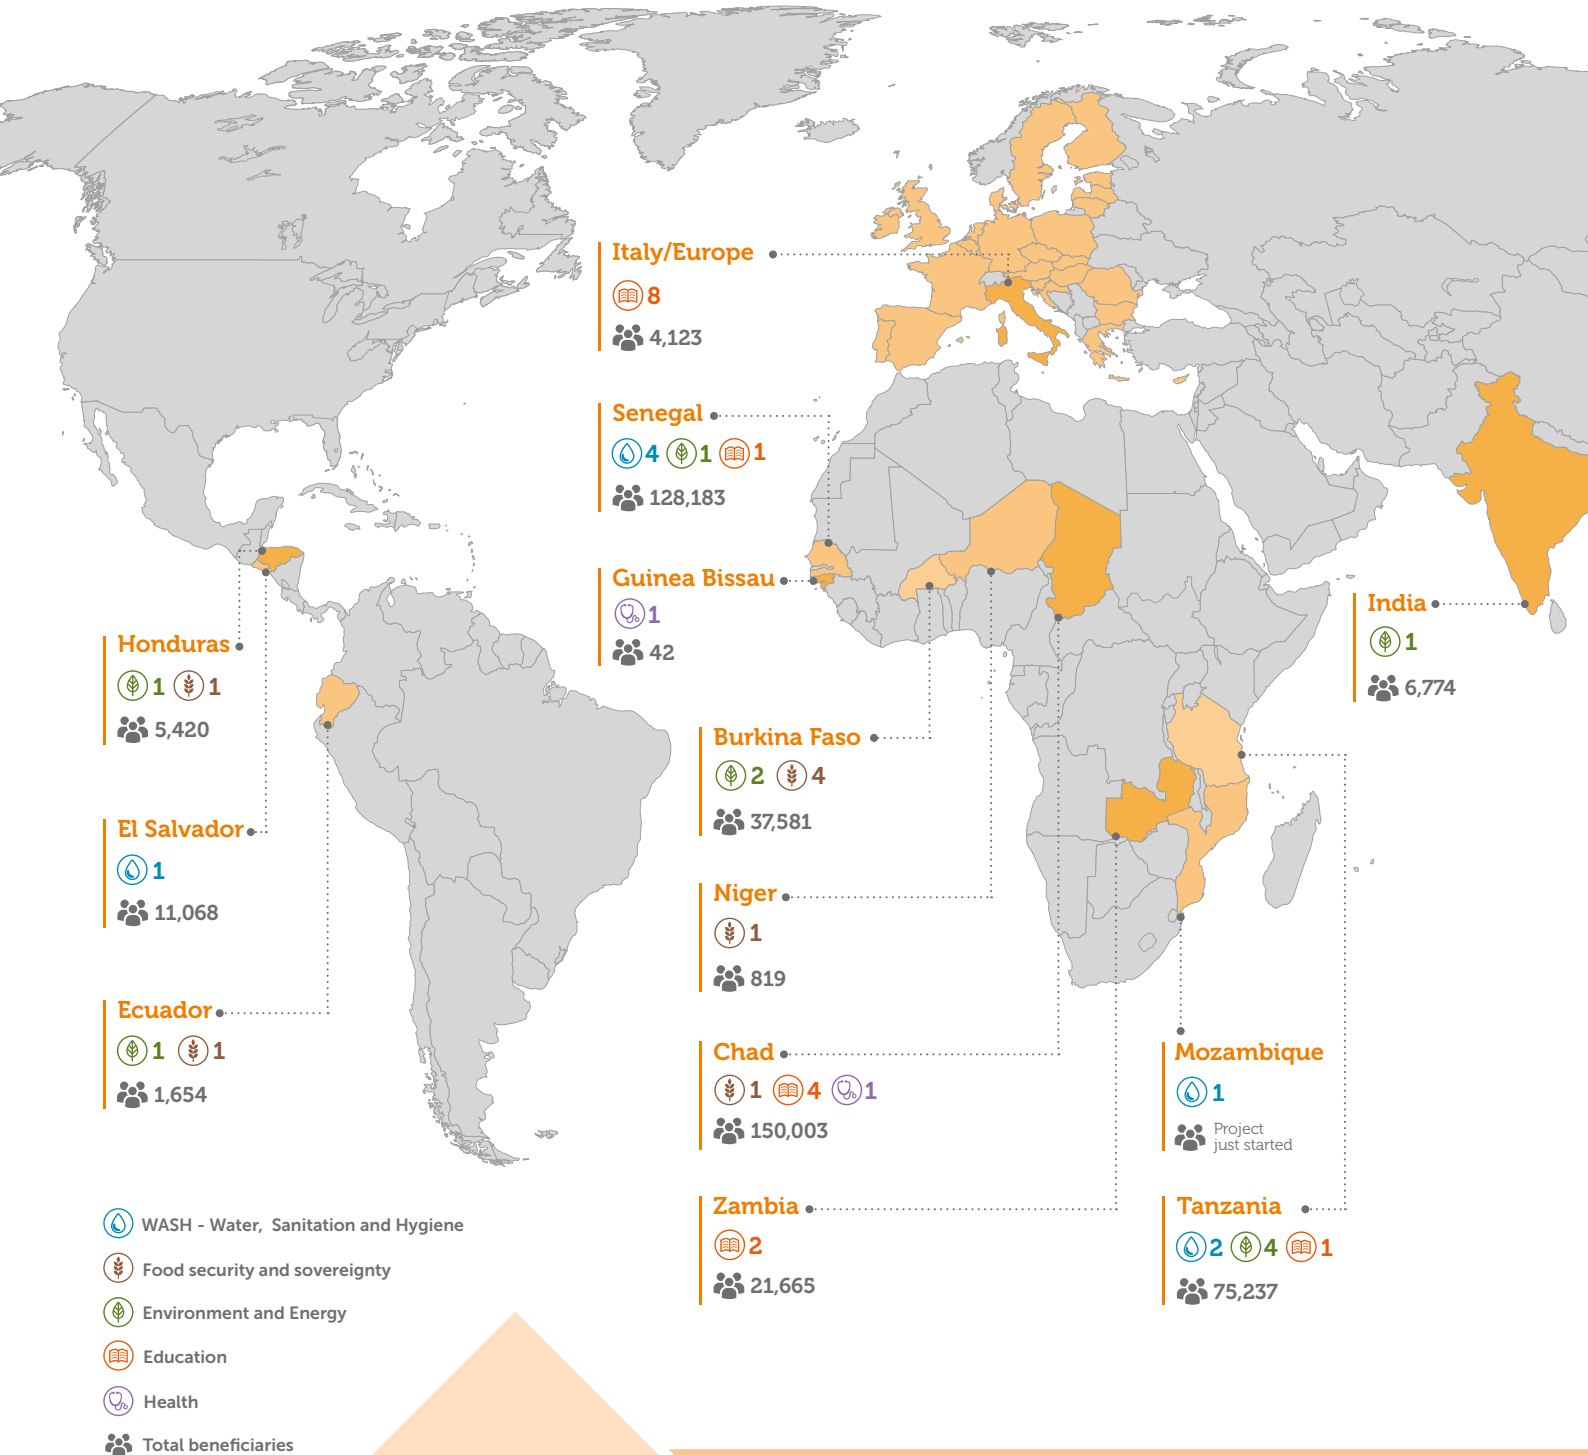 Italy/Europe
8
4,123
Senegal
4 1 1
128,183
Guinea Bissau
1
42
India
1
6,774
Honduras
1 1
5,420
Burkina Faso
2 4
37,581
El Salvador
1
11,068
Niger
1
819
Ecuador
1 1
1,654
Chad
1 4 1
150,003
Mozambique
1
Project
just started
Zambia
2
21,665
Tanzania
2 4 1
75,237
WASH - Water, Sanitation and Hygiene
Food security and sovereignty
Environment and Energy
Education
Health
Total beneficiaries